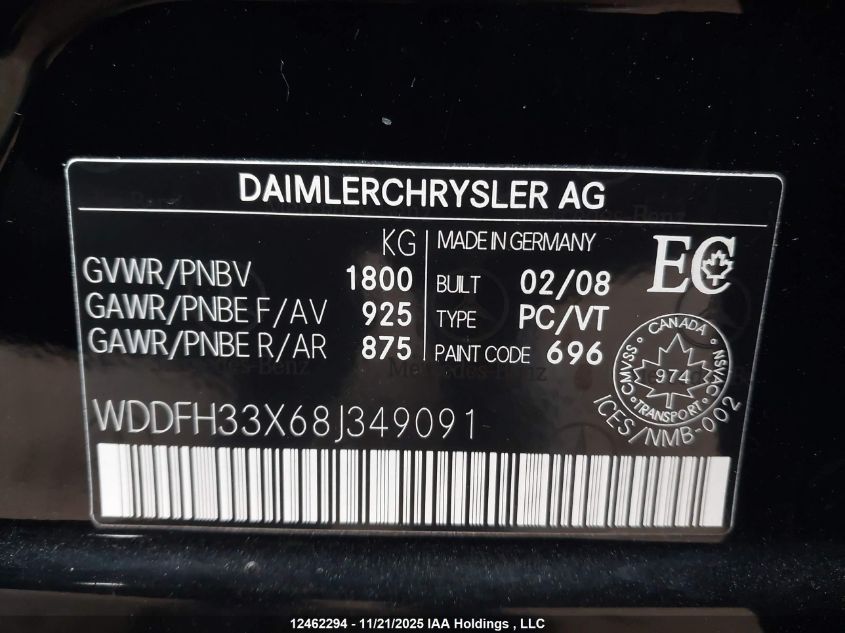 DAIMLERCHRYSLER AG
KG
GVWR/PNBV 1800
GAWR/PNBE F/AV 925
GAWR/PNBE R/AR 875
MADE IN GERMANY
BUILT 02/08
TYPE PC/VT
PAINT CODE 696
EC
CANADA
CMVSS 974 NSVAC
TRANSPORT
ICES/NMB-002
WDDFH33X68J349091
Mercedes-Benz
12462294 - 11/21/2025 IAA Holdings , LLC